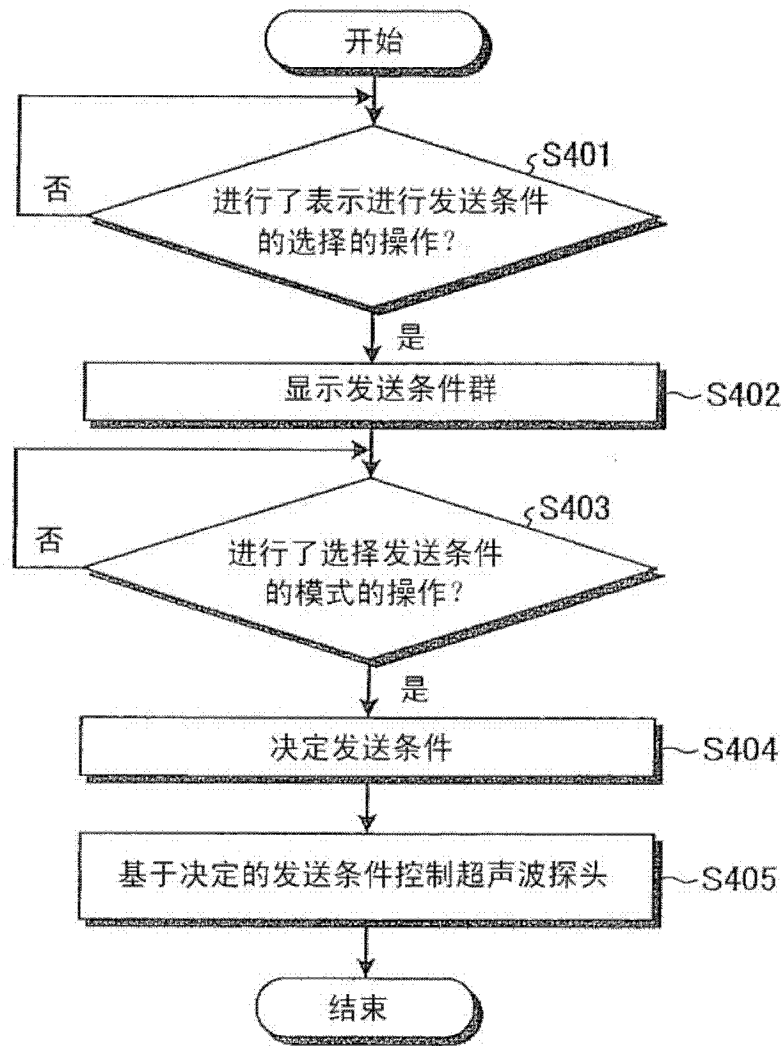 开始
S401
否
进行了表示进行发送条件
的选择的操作？
是
显示发送条件群
S402
S403
否
进行了选择发送条件
的模式的操作？
是
决定发送条件
S404
基于决定的发送条件控制超声波探头
S405
结束